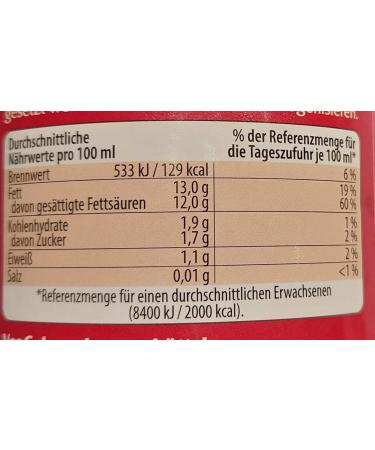 Durchschnittliche
Nährwerte pro 100 ml
% der Referenzmenge für
die Tageszufuhr je 100 ml*
Brennwert 533 kJ / 129 kcal 6 %
Fett 13,0 g 19 %
davon gesättigte Fettsäuren 12,0 g 60 %
Kohlenhydrate 1,9 g 1 %
davon Zucker 1,7 g 2 %
Eiweiß 1,1 g 2 %
Salz 0,01 g <1 %
*Referenzmenge für einen durchschnittlichen Erwachsenen
(8400 kJ / 2000 kcal).